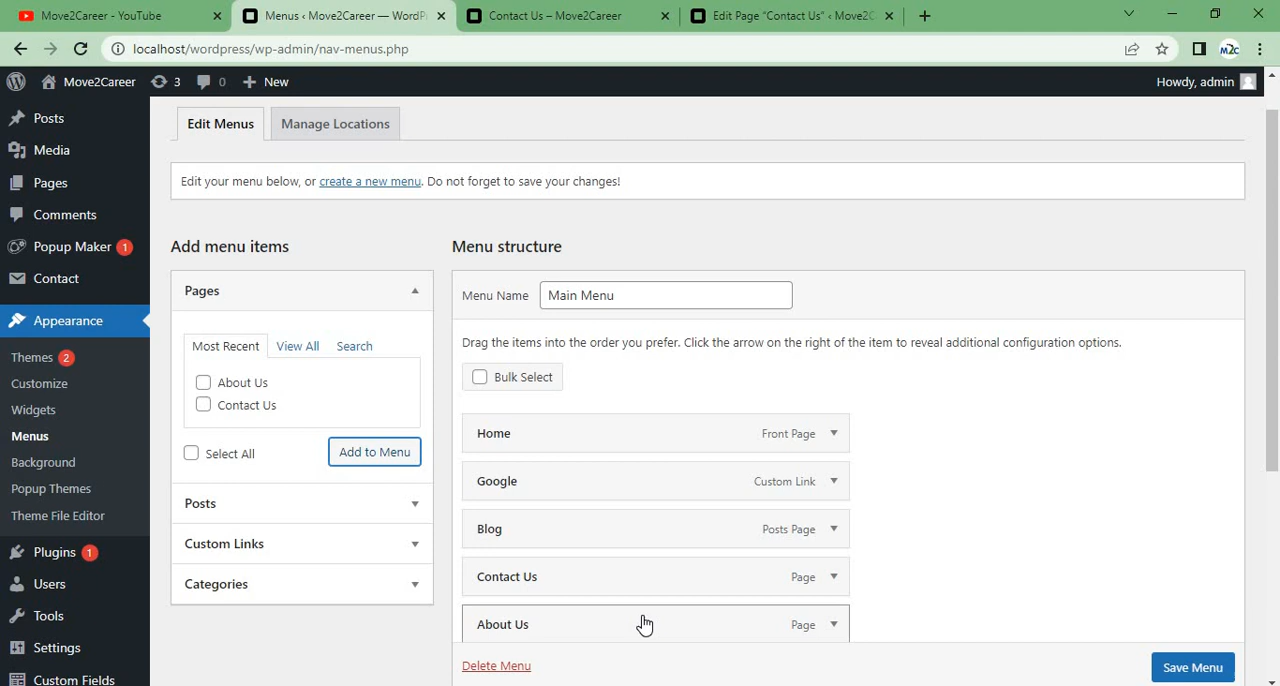 Move2Career - YouTube
Menus ‹ Move2Career — WordPr
Contact Us – Move2Career
Edit Page "Contact Us" ‹ Move2C
localhost/wordpress/wp-admin/nav-menus.php
M2C
Move2Career 3 0 New
Howdy, admin
Posts
Media
Pages
Comments
Popup Maker 1
Contact
Appearance
Themes 2
Customize
Widgets
Menus
Background
Popup Themes
Theme File Editor
Plugins 1
Users
Tools
Settings
Custom Fields
Edit Menus
Manage Locations
Edit your menu below, or create a new menu. Do not forget to save your changes!
Add menu items
Pages
Most Recent View All Search
About Us
Contact Us
Select All
Add to Menu
Posts
Custom Links
Categories
Menu structure
Menu Name Main Menu
Drag the items into the order you prefer. Click the arrow on the right of the item to reveal additional configuration options.
Bulk Select
Home Front Page
Google Custom Link
Blog Posts Page
Contact Us Page
About Us Page
Delete Menu
Save Menu